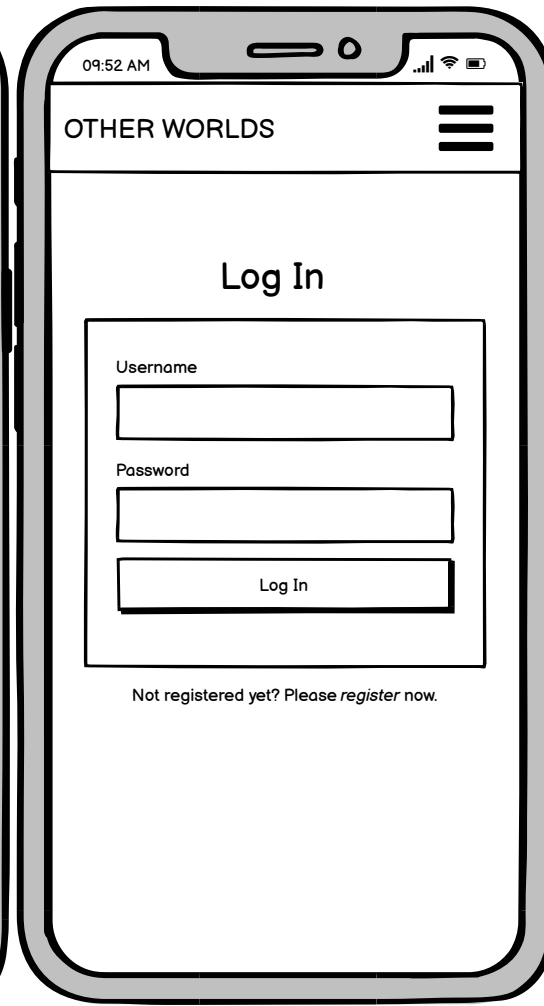 09:52 AM
OTHER WORLDS
Log In
Username
Password
Log In
Not registered yet? Please register now.